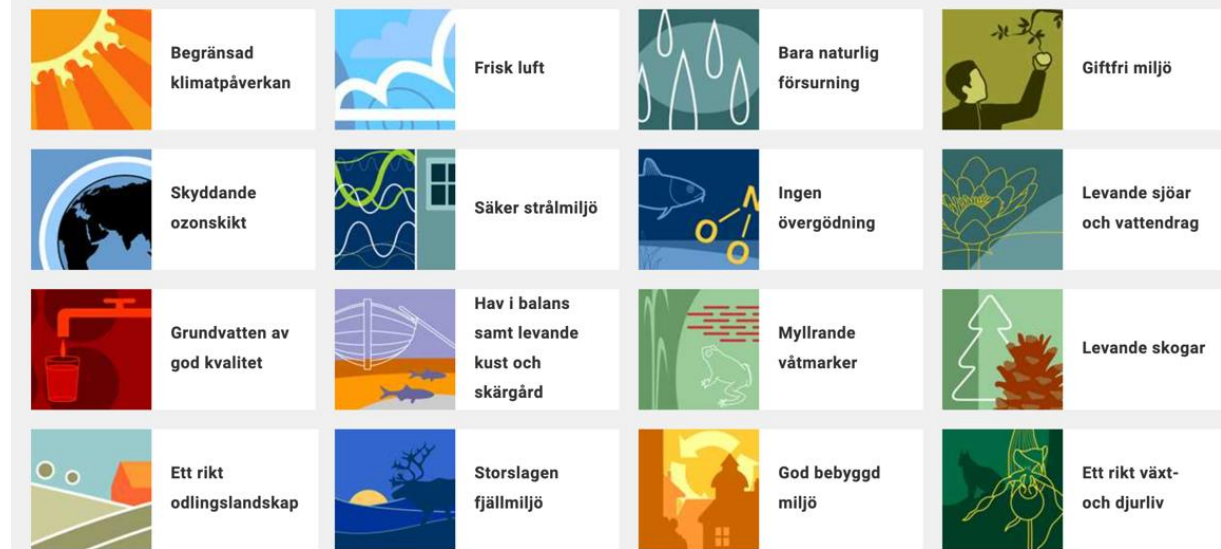 Begränsad
klimatpåverkan
Frisk luft
Bara naturlig
försurning
Giftfri miljö
Skyddande
ozonskikt
Säker strålmiljö
Ingen
övergödning
Levande sjöar
och vattendrag
Grundvatten av
god kvalitet
Hav i balans
samt levande
kust och
skärgård
Myllrande
våtmarker
Levande skogar
Ett rikt
odlingslandskap
Storslagen
fjällmiljö
God bebyggd
miljö
Ett rikt växt-
och djurliv